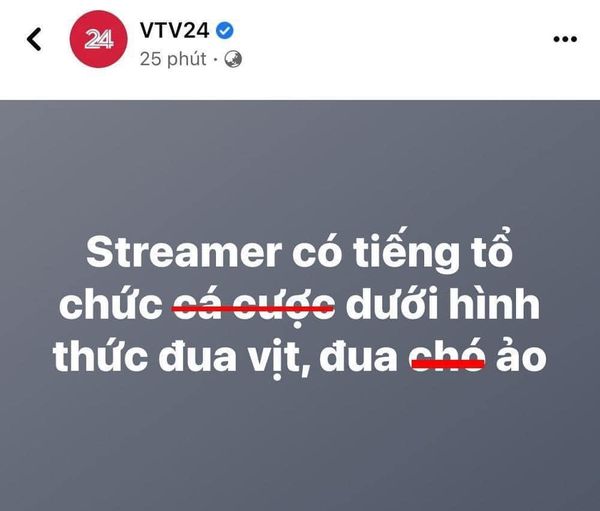 24
VTV24
25 phút ·
Streamer có tiếng tổ
chức cá cược dưới hình
thức đua vịt, đua chó ảo